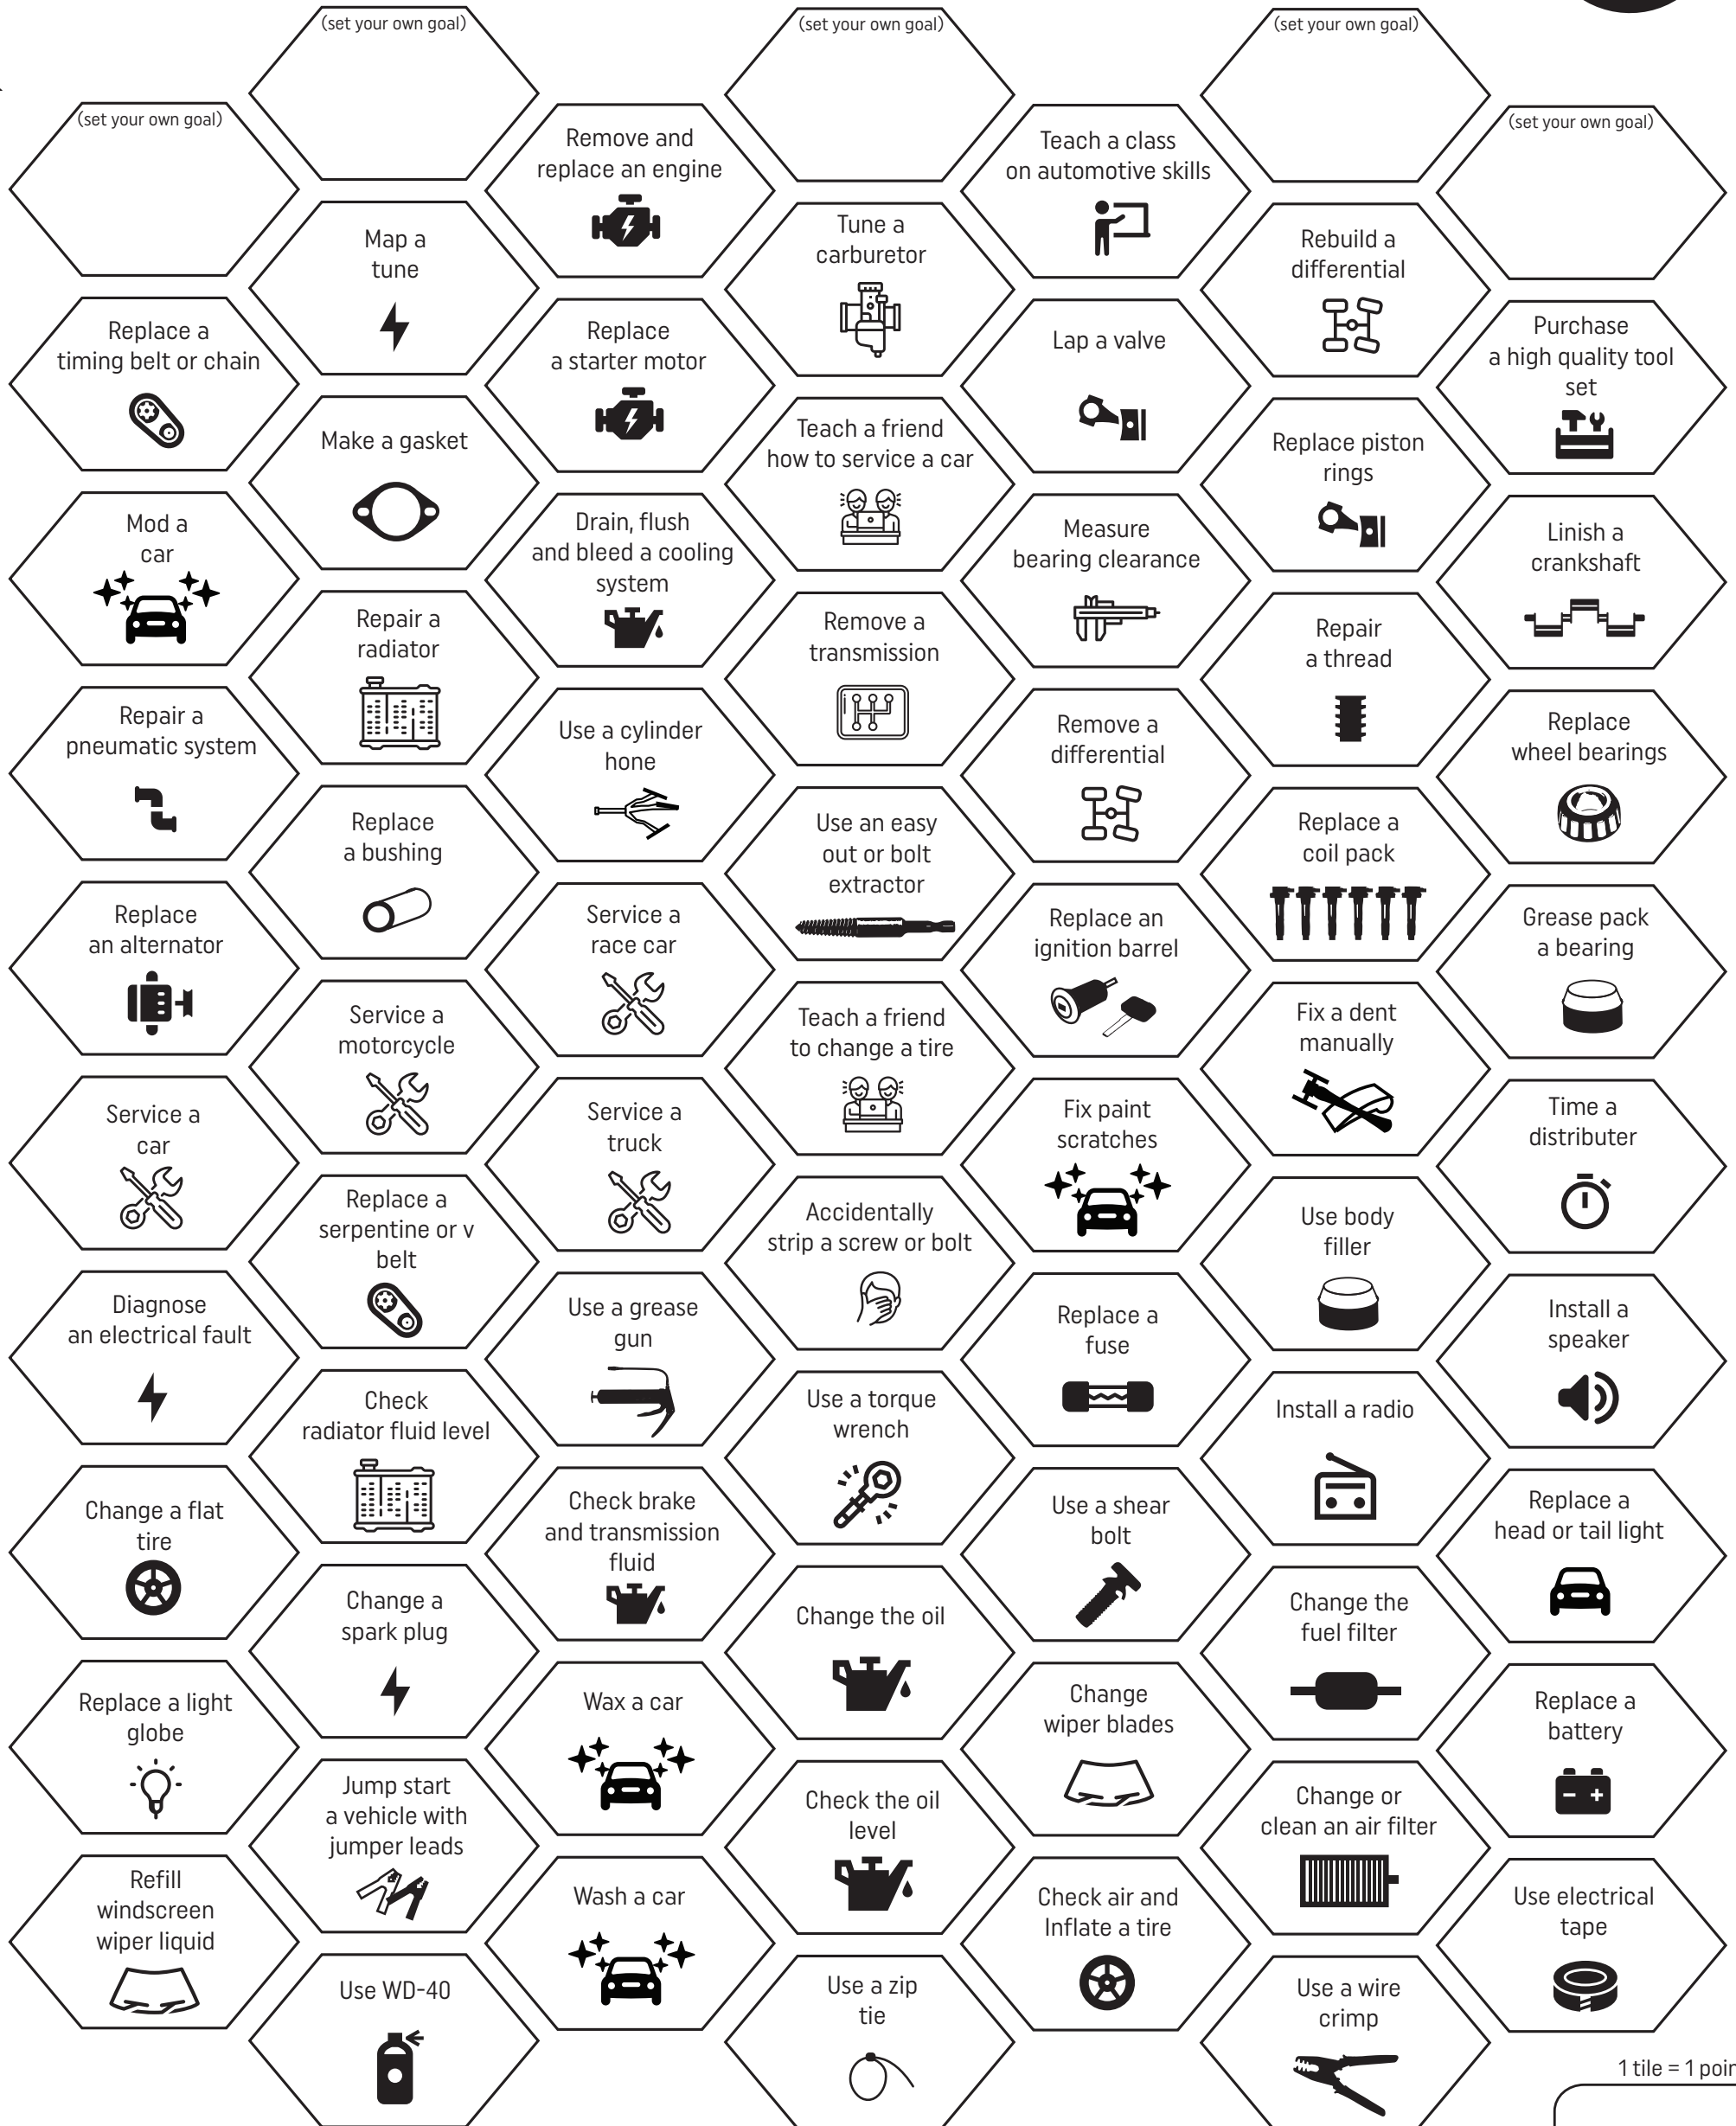 (set your own goal)
(set your own goal)
(set your own goal)
(set your own goal)
Remove and
replace an engine
Teach a class
on automotive skills
(set your own goal)
Map a
tune
Tune a
carburetor
Rebuild a
differential
Replace a
timing belt or chain
Replace
a starter motor
Lap a valve
Purchase
a high quality tool
set
Make a gasket
Teach a friend
how to service a car
Replace piston
rings
Mod a
car
Drain, flush
and bleed a cooling
system
Measure
bearing clearance
Linish a
crankshaft
Repair a
radiator
Remove a
transmission
Repair
a thread
Repair a
pneumatic system
Use a cylinder
hone
Remove a
differential
Replace
wheel bearings
Replace
a bushing
Use an easy
out or bolt
extractor
Replace a
coil pack
Replace
an alternator
Service a
race car
Replace an
ignition barrel
Grease pack
a bearing
Service a
motorcycle
Teach a friend
to change a tire
Fix a dent
manually
Service a
car
Service a
truck
Fix paint
scratches
Time a
distributer
Replace a
serpentine or v
belt
Accidentally
strip a screw or bolt
Use body
filler
Diagnose
an electrical fault
Use a grease
gun
Replace a
fuse
Install a
speaker
Check
radiator fluid level
Use a torque
wrench
Install a radio
Change a flat
tire
Check brake
and transmission
fluid
Use a shear
bolt
Replace a
head or tail light
Change a
spark plug
Change the oil
Change the
fuel filter
Replace a light
globe
Wax a car
Change
wiper blades
Replace a
battery
Jump start
a vehicle with
jumper leads
Check the oil
level
Change or
clean an air filter
Refill
windscreen
wiper liquid
Wash a car
Check air and
Inflate a tire
Use electrical
tape
Use WD-40
Use a zip
tie
Use a wire
crimp
1 tile = 1 poin